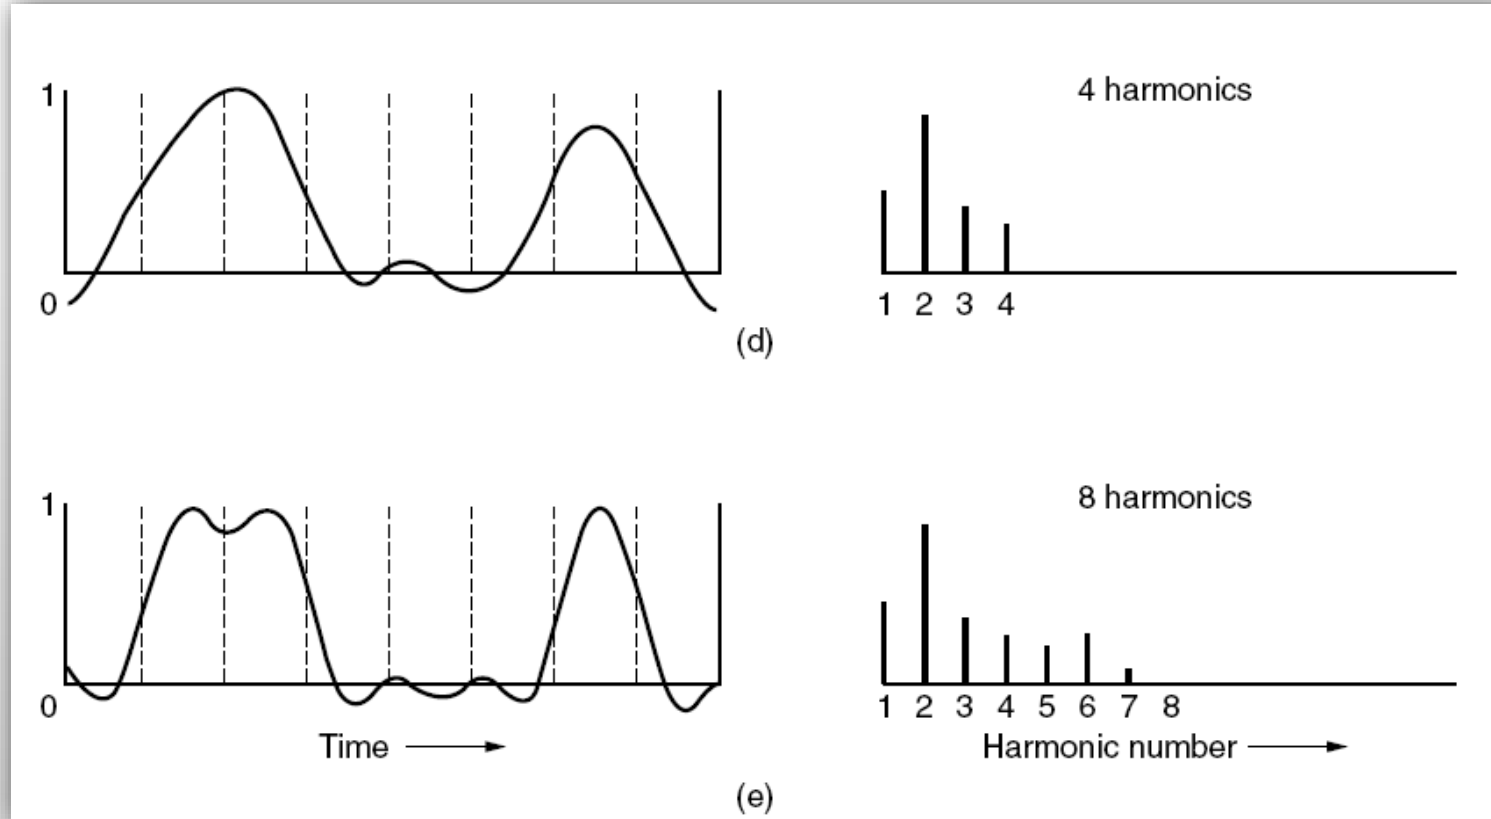 1
0
4 harmonics
1 2 3 4
(d)
1
0
Time
8 harmonics
1 2 3 4 5 6 7 8
Harmonic number
(e)